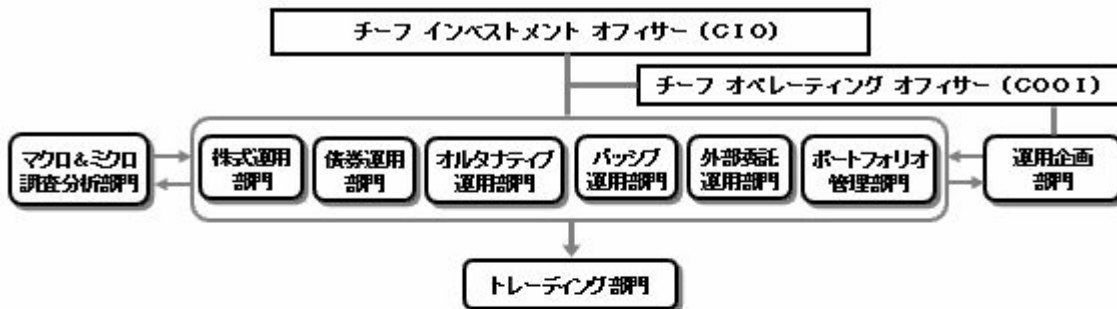 チーフ インベストメント オフィサー (CIO)
チーフ オペレーティング オフィサー (COOI)
マクロ&ミクロ
調査分析部門
株式運用
部門
債券運用
部門
オルタナティブ
運用部門
パッシブ
運用部門
外部委託
運用部門
ポートフォリオ
管理部門
運用企画
部門
トレーディング部門